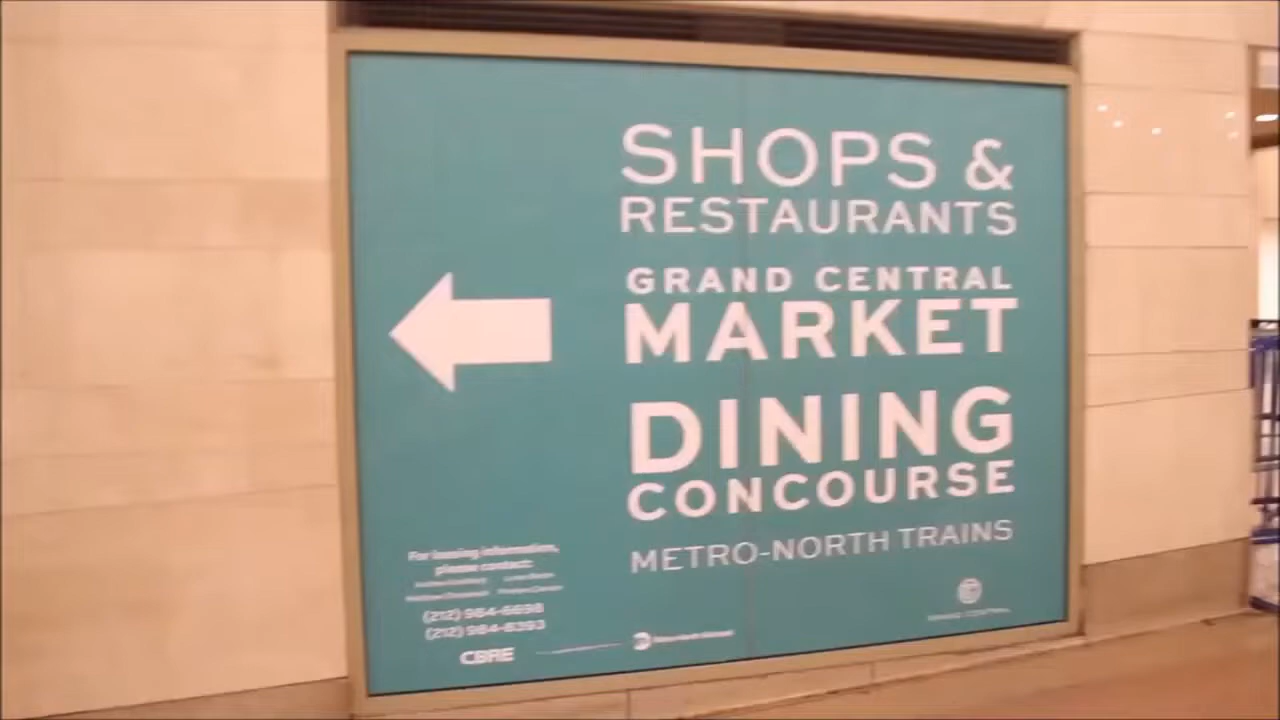 SHOPS &
RESTAURANTS
GRAND CENTRAL
MARKET
DINING
CONCOURSE
METRO-NORTH TRAINS
For leasing information,
please contact:
(212) 984-6698
(212) 984-8393
CBRE